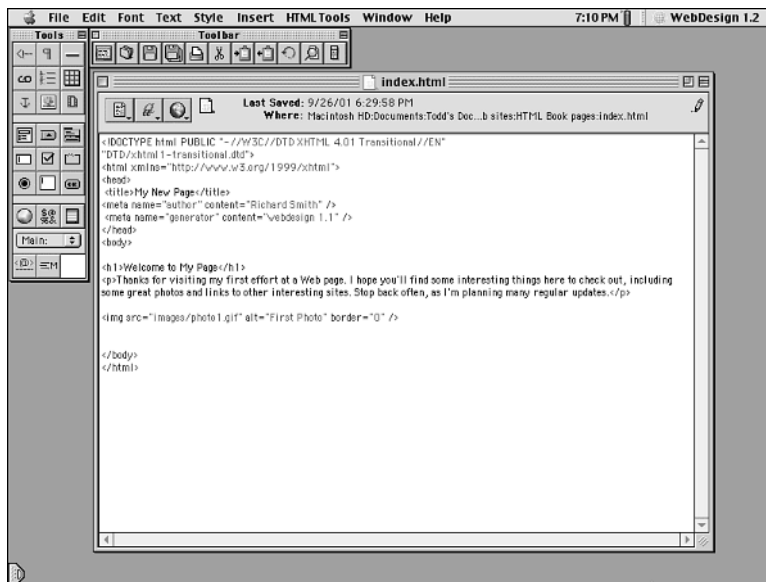 File Edit Font Text Style Insert HTML Tools Window Help 7:10 PM WebDesign 1.2
Tools
Toolbar
index.html
Last Saved: 9/26/01 6:29:58 PM
Where: Macintosh HD:Documents:Todd's Doc...b sites:HTML Book pages:index.html
<!DOCTYPE html PUBLIC "-//W3C//DTD XHTML 4.01 Transitional//EN"
"DTD/xhtml1-transitional.dtd">
<html xmlns="http://www.w3.org/1999/xhtml">
<head>
<title>My New Page</title>
<meta name="author" content="Richard Smith" />
<meta name="generator" content="webdesign 1.1" />
</head>
<body>
<h1>Welcome to My Page</h1>
<p>Thanks for visiting my first effort at a Web page. I hope you'll find some interesting things here to check out, including
some great photos and links to other interesting sites. Stop back often, as I'm planning many regular updates.</p>
<img src="images/photo1.gif" alt="First Photo" border="0" />
</body>
</html>
Main: